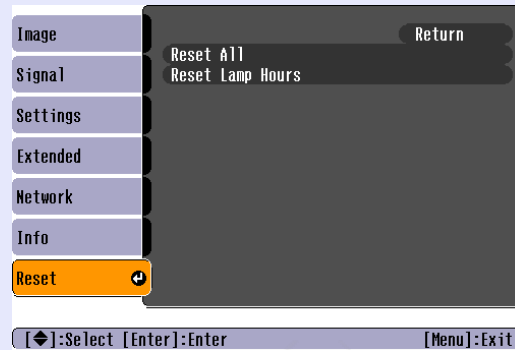 Image
Signal
Settings
Extended
Network
Info
Reset
Return
Reset All
Reset Lamp Hours
[◆]:Select [Enter]:Enter [Menu]:Exit